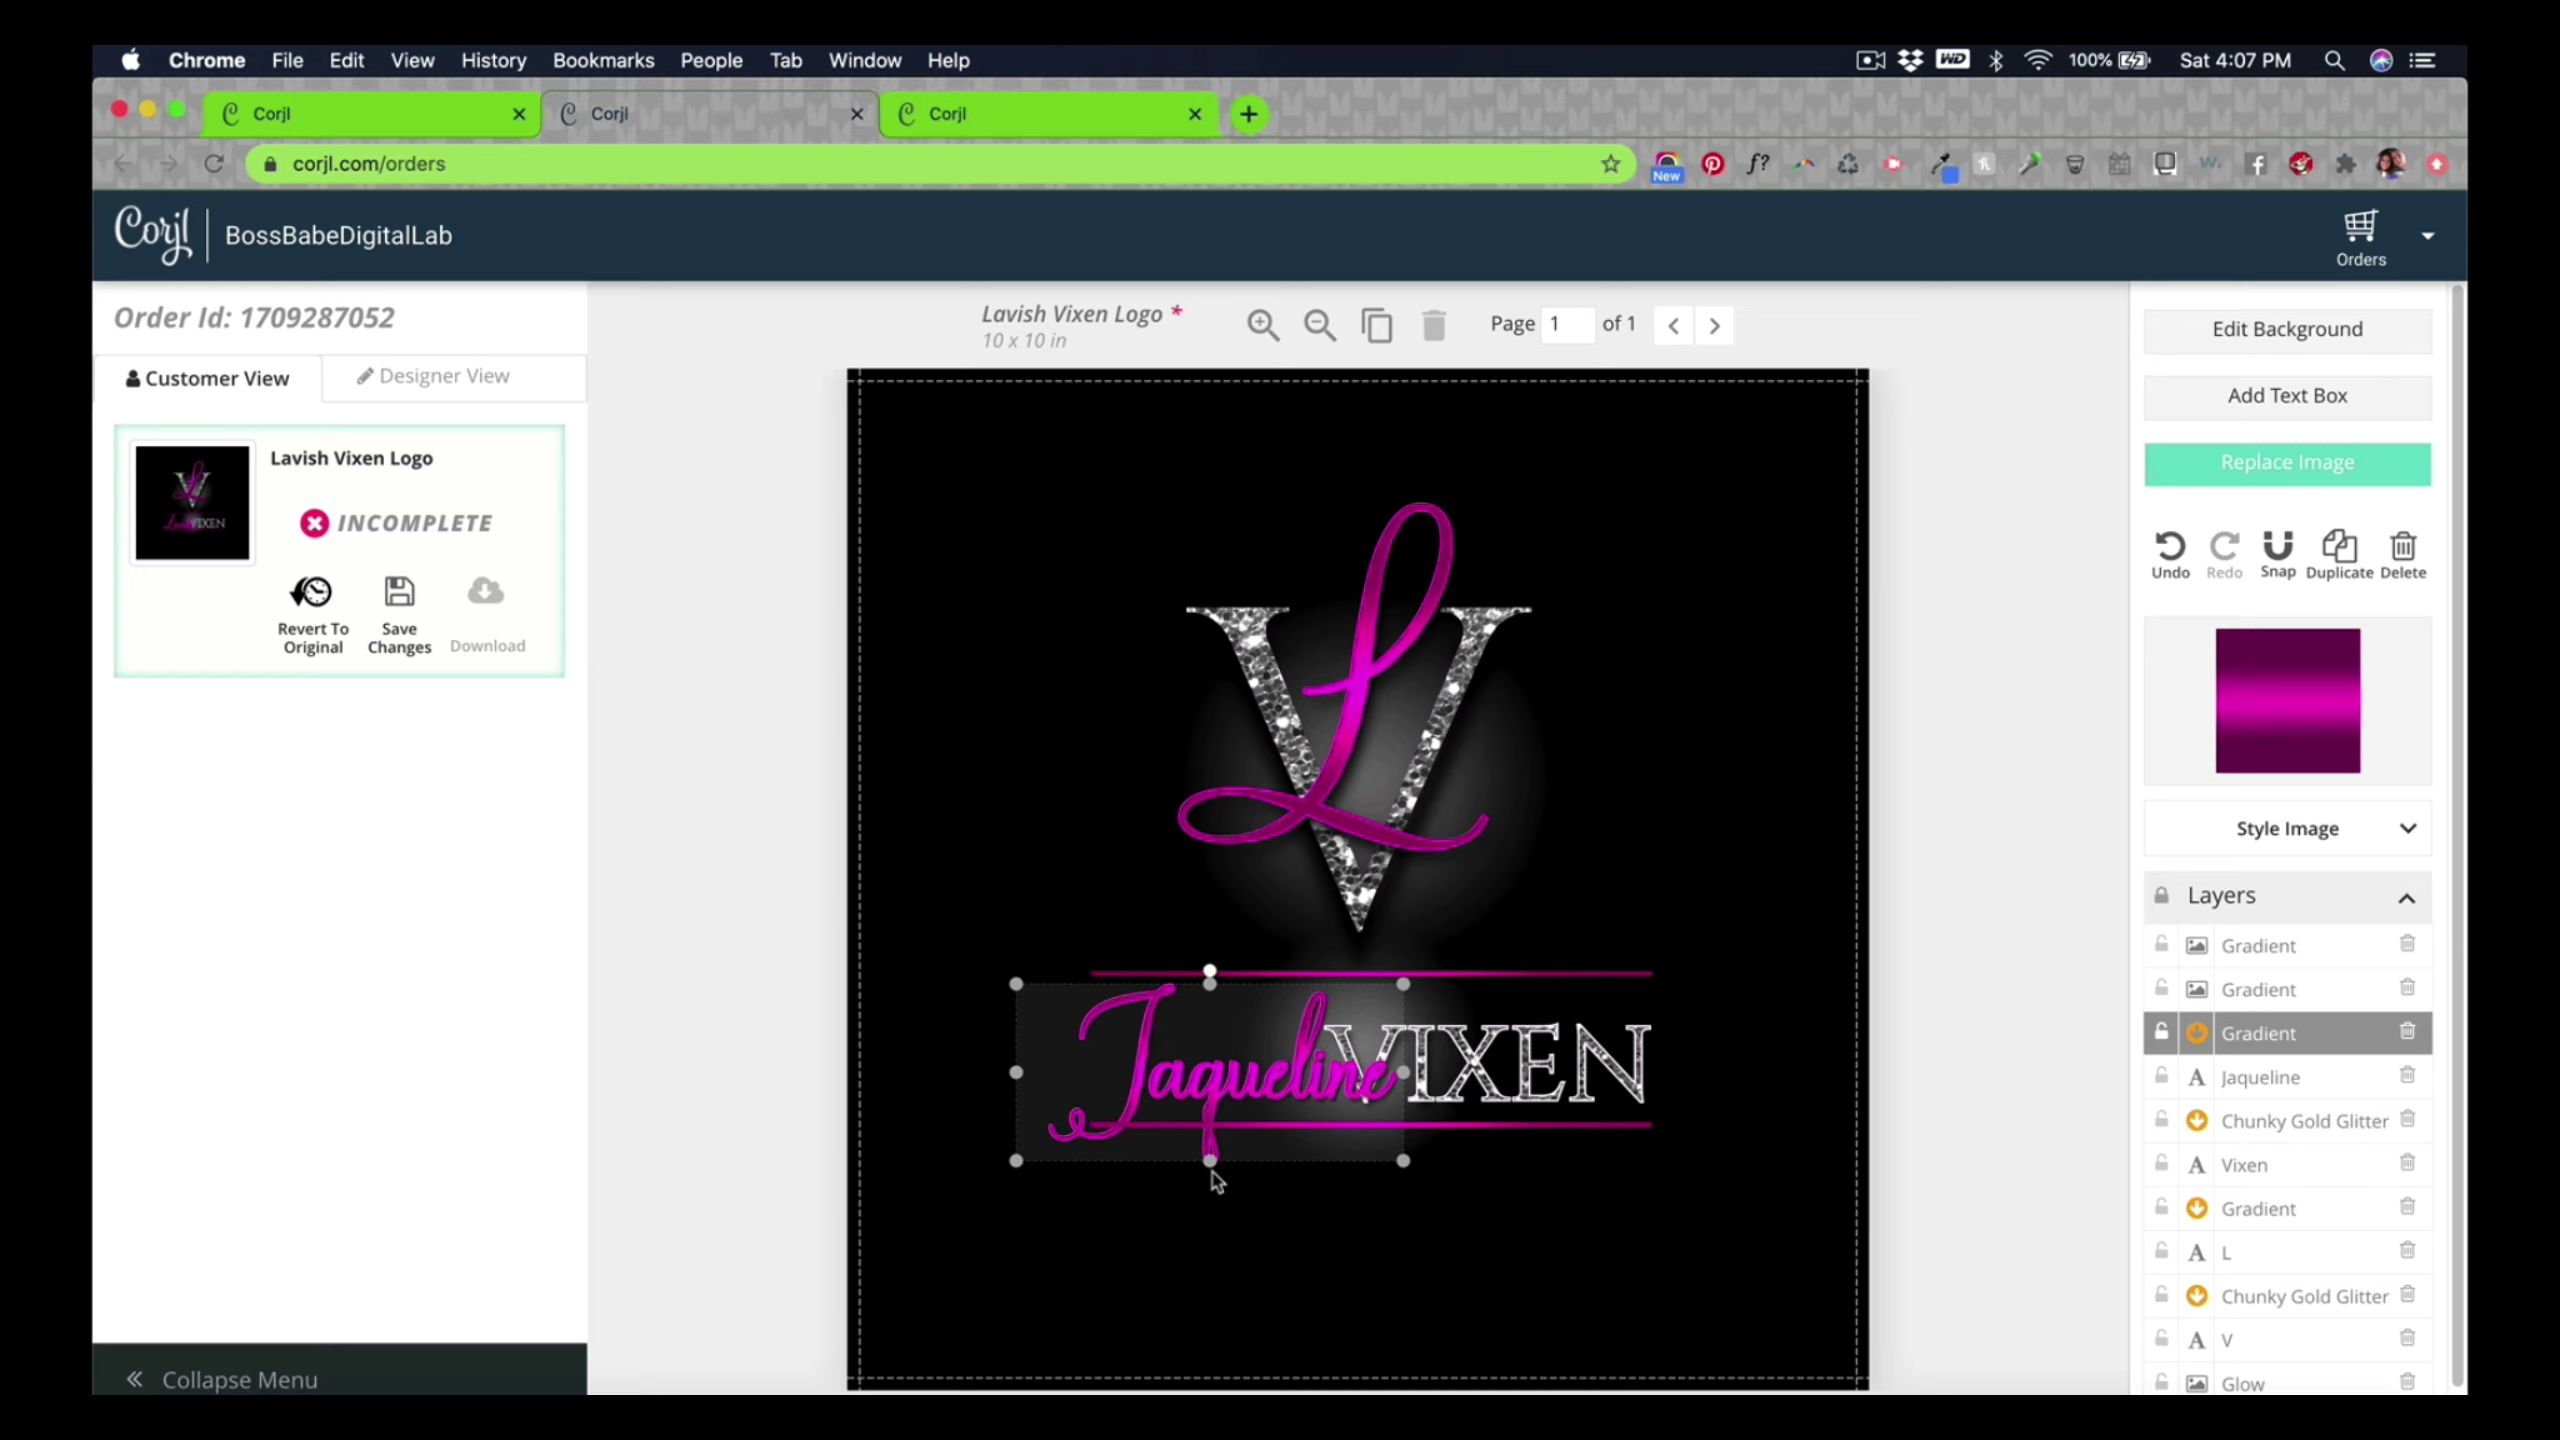 Chrome File Edit View History Bookmarks People Tab Window Help
WD 100% Sat 4:07 PM
Corjl Corjl Corjl
corjl.com/orders
New
f?
Corjl BossBabeDigitalLab
Orders
Order Id: 1709287052
Customer View Designer View
Lavish Vixen Logo
INCOMPLETE
Revert To Original
Save Changes
Download
Collapse Menu
Lavish Vixen Logo *
10 x 10 in
Page 1 of 1
V
L
Jaqueline VIXEN
Edit Background
Add Text Box
Replace Image
Undo Redo Snap Duplicate Delete
Style Image
Layers
Gradient
Gradient
Gradient
A Jaqueline
Chunky Gold Glitter
A Vixen
Gradient
A L
Chunky Gold Glitter
A V
Glow